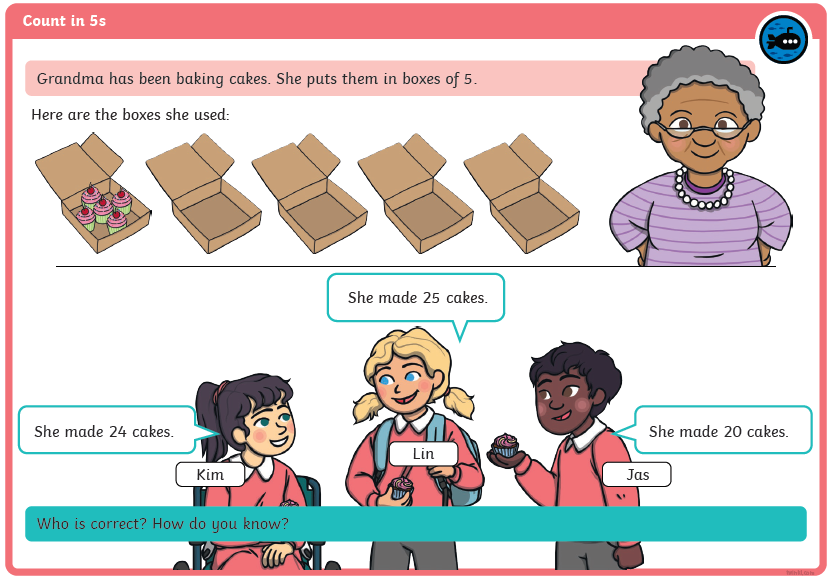 Count in 5s
Grandma has been baking cakes. She puts them in boxes of 5.
Here are the boxes she used:
She made 25 cakes.
She made 24 cakes.
She made 20 cakes.
Kim
Lin
Jas
Who is correct? How do you know?